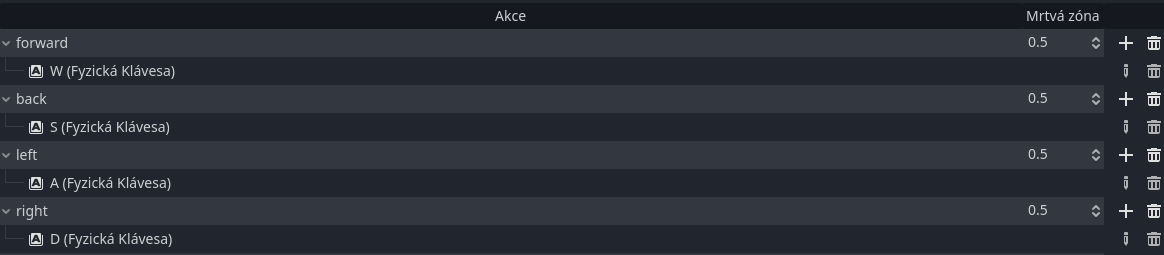 Akce Mrtvá zóna
forward 0.5
W (Fyzická Klávesa)
back 0.5
S (Fyzická Klávesa)
left 0.5
A (Fyzická Klávesa)
right 0.5
D (Fyzická Klávesa)